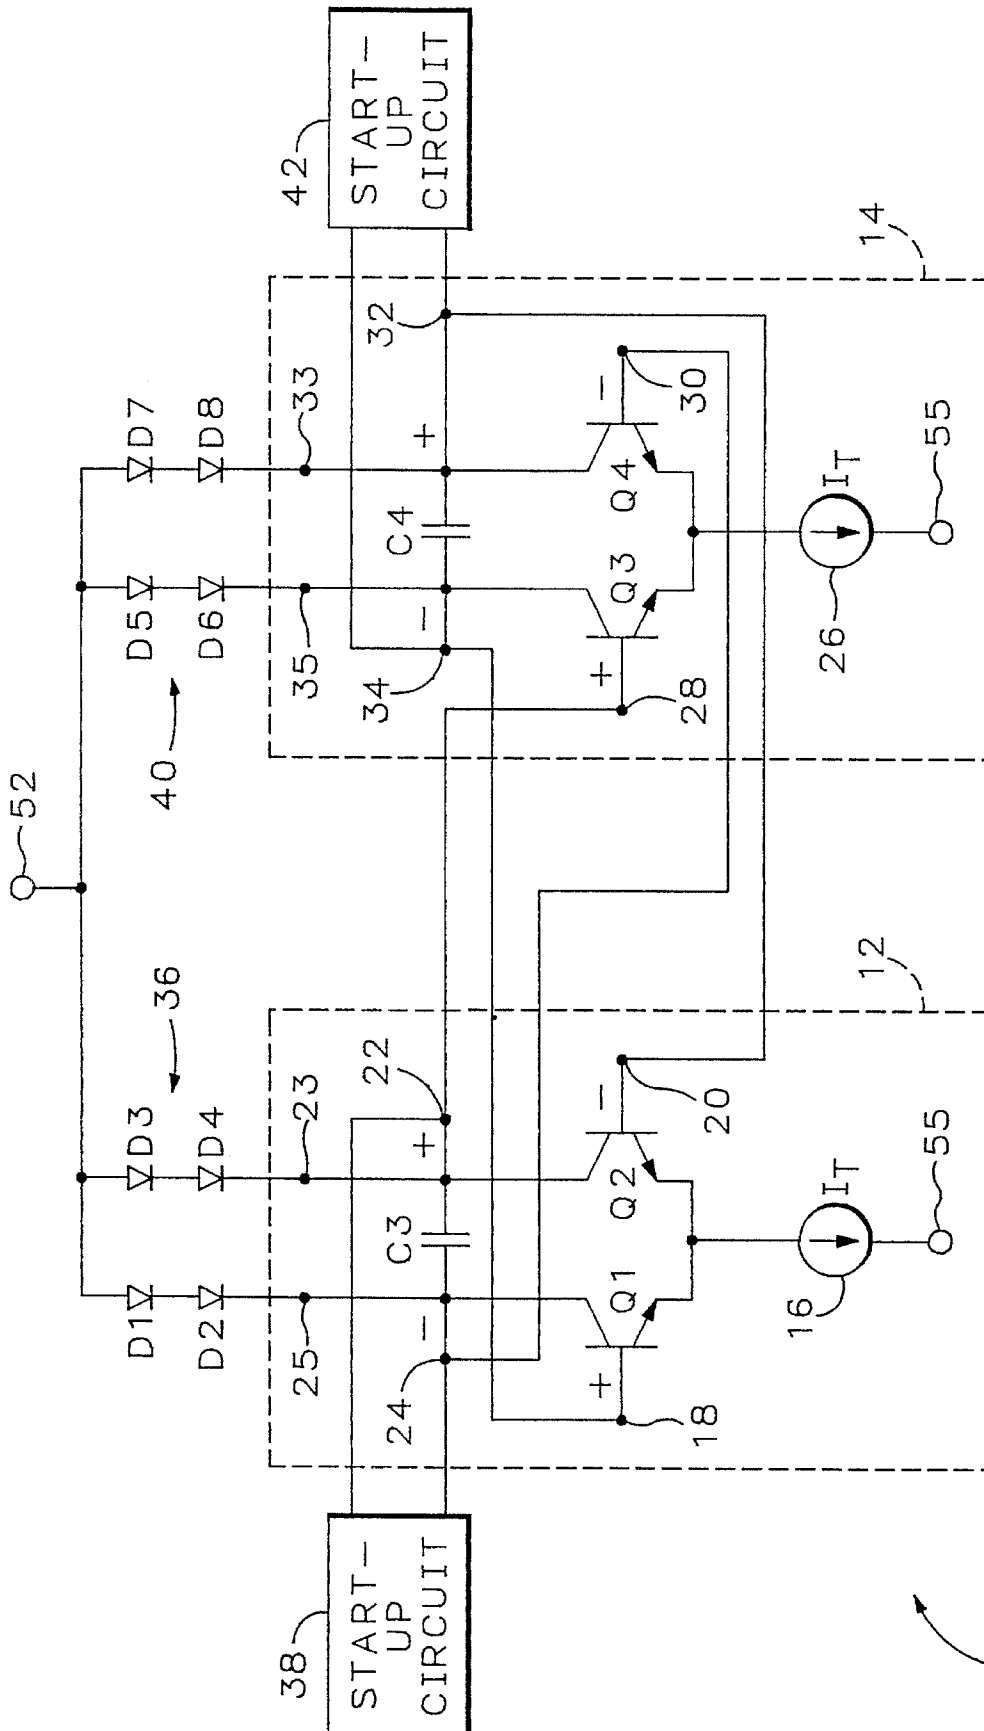 52
36
40
D1
D3
D5
D7
D2
D4
D6
D8
25
23
35
33
38
START-
UP
CIRCUIT
42
START-
UP
CIRCUIT
24
- C3 +
22
34
- C4 +
32
+
Q1
Q2
-
+
Q3
Q4
-
18
20
28
30
16
IT
26
IT
55
55
12
14